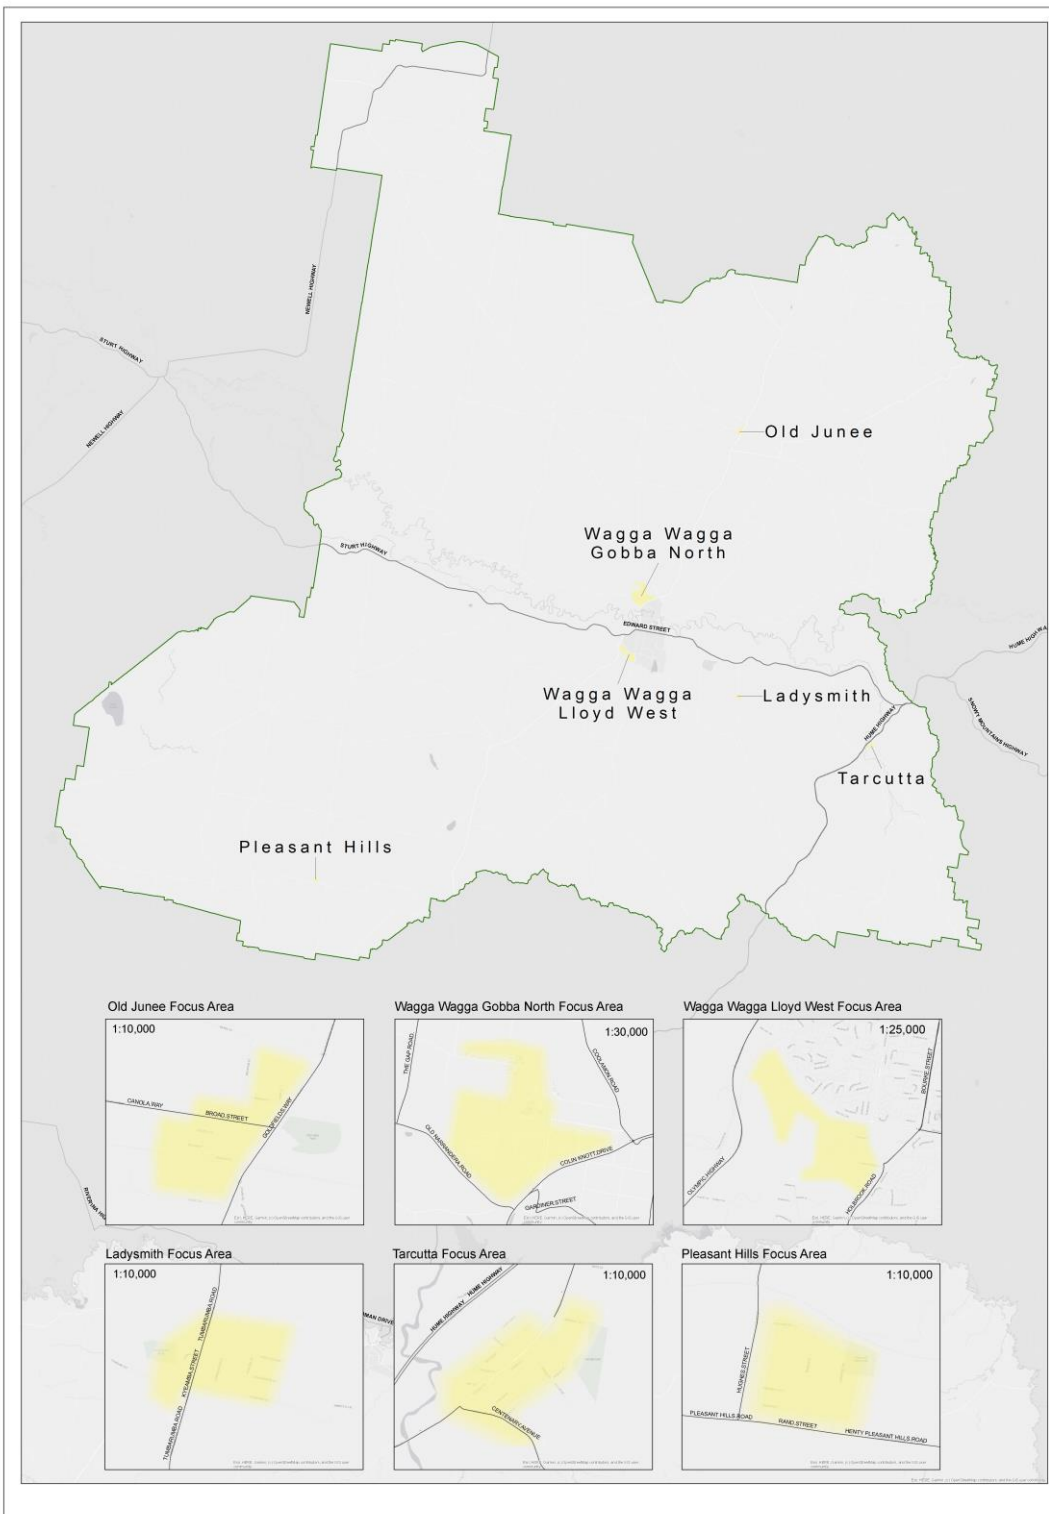 NEWELL HIGHWAY
STURT HIGHWAY
NEWELL HIGHWAY
Old Junee
Wagga Wagga
Gobba North
STURT HIGHWAY
EDWARD STREET
Wagga Wagga
Lloyd West
Ladysmith
HUME HIGHWAY
SNOWY MOUNTAINS HIGHWAY
Tarcutta
Pleasant Hills
Old Junee Focus Area
1:10,000
CANOLA WAY
BROAD STREET
GOLDFIELDS WAY
Wagga Wagga Gobba North Focus Area
1:30,000
THE GAP ROAD
COOLAMON ROAD
OLD NARRANDERA ROAD
COLIN KNOTT DRIVE
GARDINER STREET
Wagga Wagga Lloyd West Focus Area
1:25,000
BOURKE STREET
OLYMPIC HIGHWAY
HOLBROOK ROAD
Ladysmith Focus Area
1:10,000
TUMBARUMBA ROAD
KYEAMBA STREET
TUMBARUMBA ROAD
Tarcutta Focus Area
1:10,000
HUME HIGHWAY
HUME HIGHWAY
CENTENARY AVENUE
Pleasant Hills Focus Area
1:10,000
HUGHES STREET
PLEASANT HILLS ROAD
RAND STREET
HENTY PLEASANT HILLS ROAD